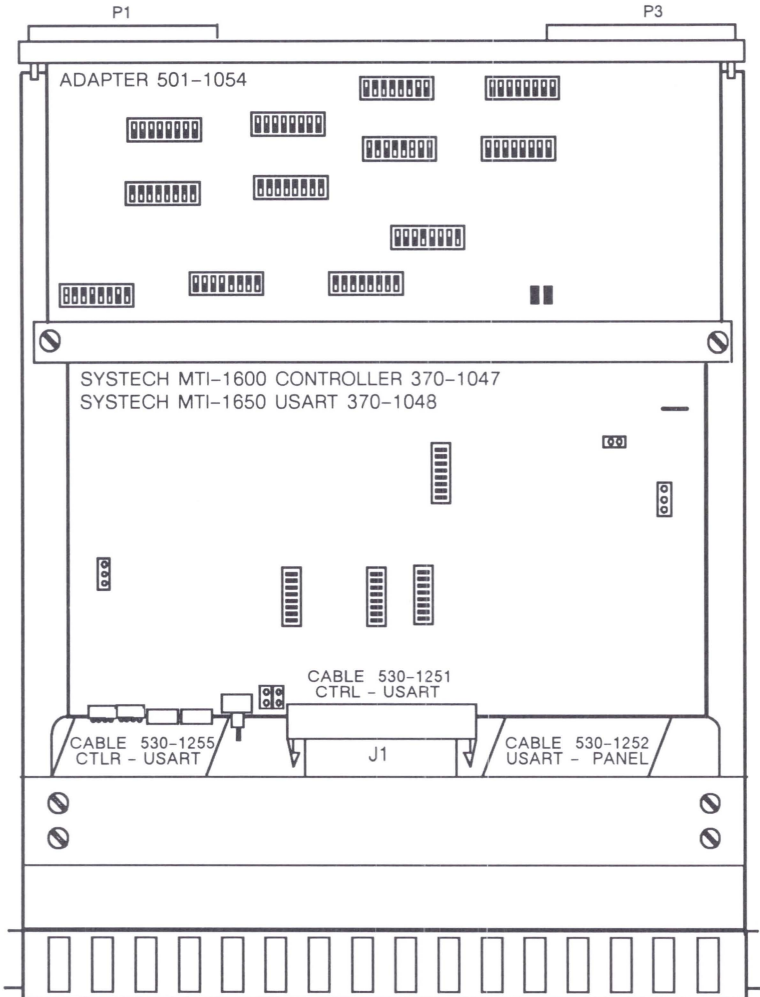 P1
P3
ADAPTER 501-1054
SYSTECH MTI-1600 CONTROLLER 370-1047
SYSTECH MTI-1650 USART 370-1048
CABLE 530-1251
CTRL - USART
CABLE 530-1255
CTLR - USART
J1
CABLE 530-1252
USART - PANEL